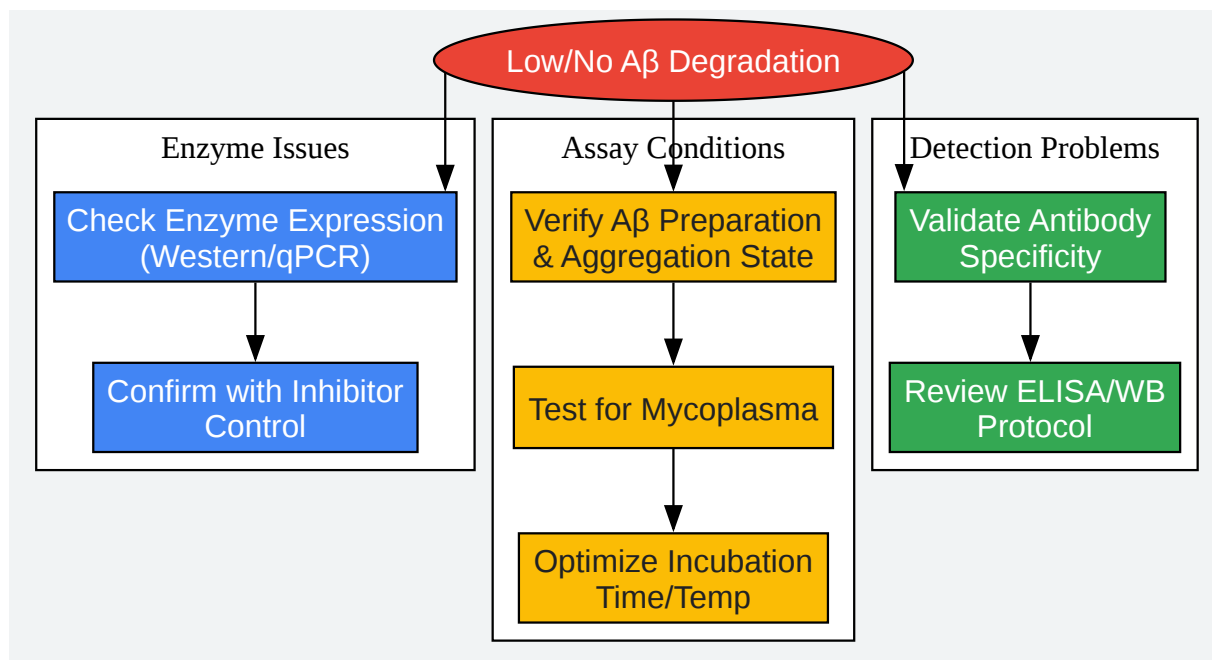 Low/No Aβ Degradation
Enzyme Issues
Check Enzyme Expression
(Western/qPCR)
Confirm with Inhibitor
Control
Assay Conditions
Verify Aβ Preparation
& Aggregation State
Test for Mycoplasma
Optimize Incubation
Time/Temp
Detection Problems
Validate Antibody
Specificity
Review ELISA/WB
Protocol